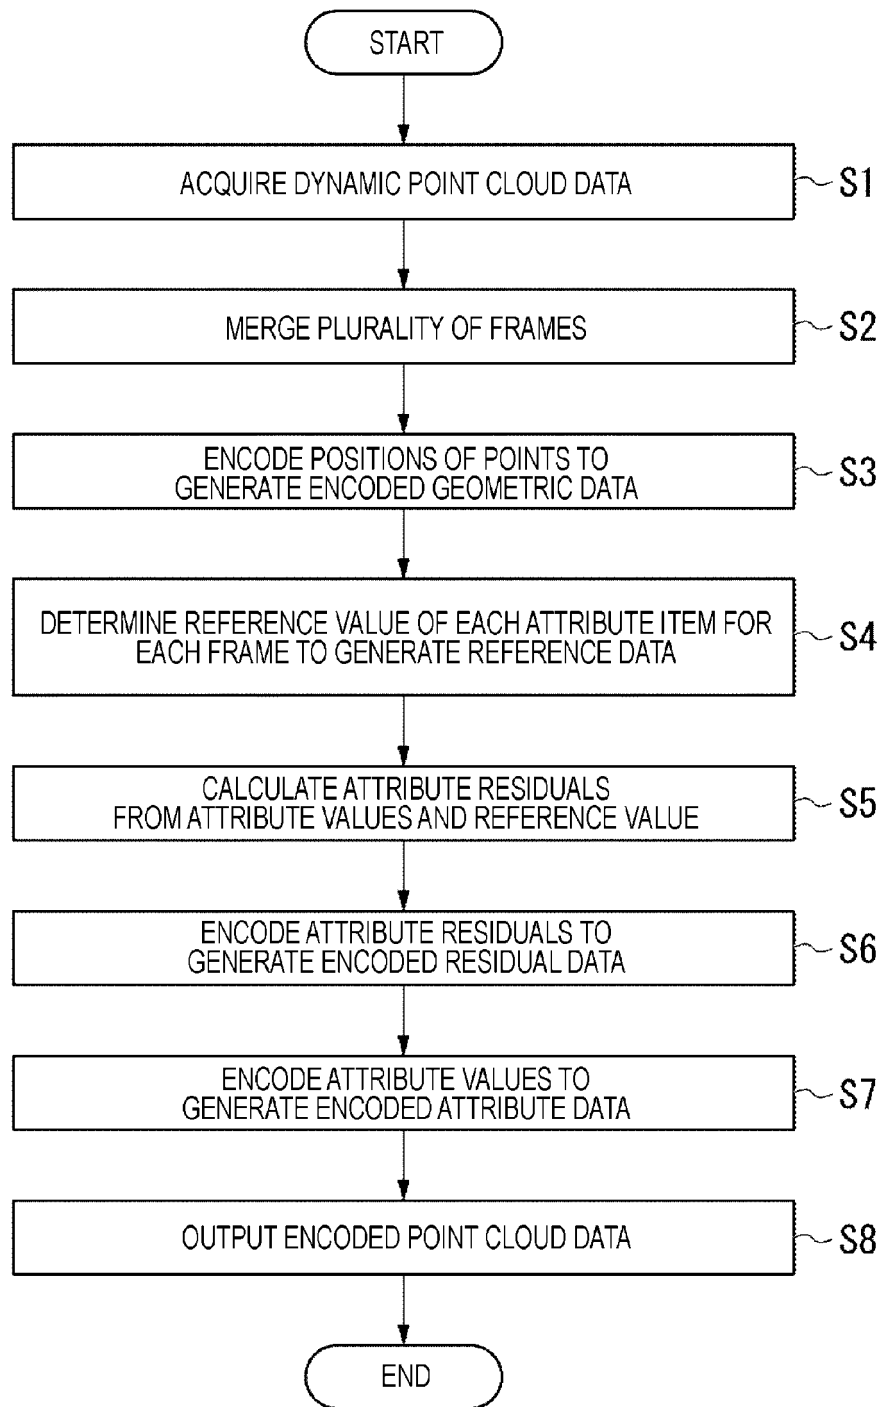 START
ACQUIRE DYNAMIC POINT CLOUD DATA
S1
MERGE PLURALITY OF FRAMES
S2
ENCODE POSITIONS OF POINTS TO
GENERATE ENCODED GEOMETRIC DATA
S3
DETERMINE REFERENCE VALUE OF EACH ATTRIBUTE ITEM FOR
EACH FRAME TO GENERATE REFERENCE DATA
S4
CALCULATE ATTRIBUTE RESIDUALS
FROM ATTRIBUTE VALUES AND REFERENCE VALUE
S5
ENCODE ATTRIBUTE RESIDUALS TO
GENERATE ENCODED RESIDUAL DATA
S6
ENCODE ATTRIBUTE VALUES TO
GENERATE ENCODED ATTRIBUTE DATA
S7
OUTPUT ENCODED POINT CLOUD DATA
S8
END